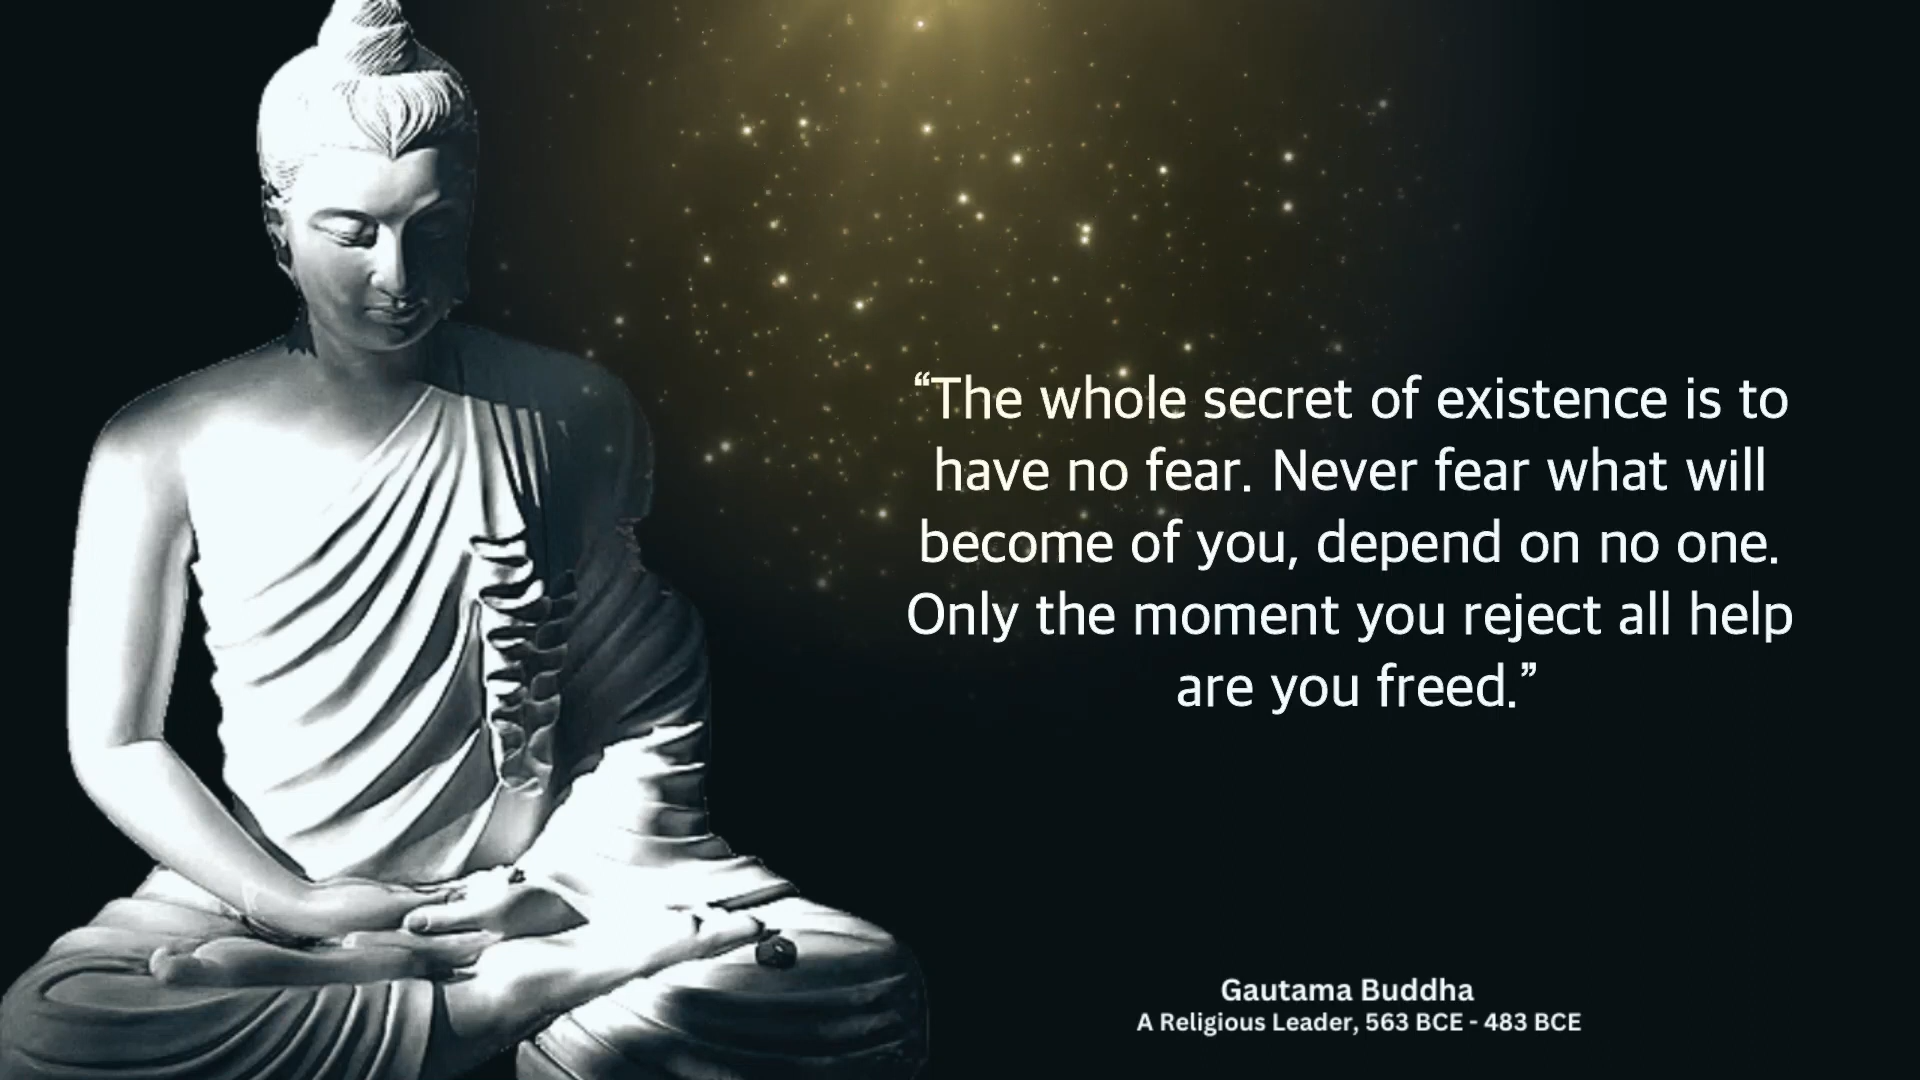 “The whole secret of existence is to
have no fear. Never fear what will
become of you, depend on no one.
Only the moment you reject all help
are you freed.”
Gautama Buddha
A Religious Leader, 563 BCE - 483 BCE